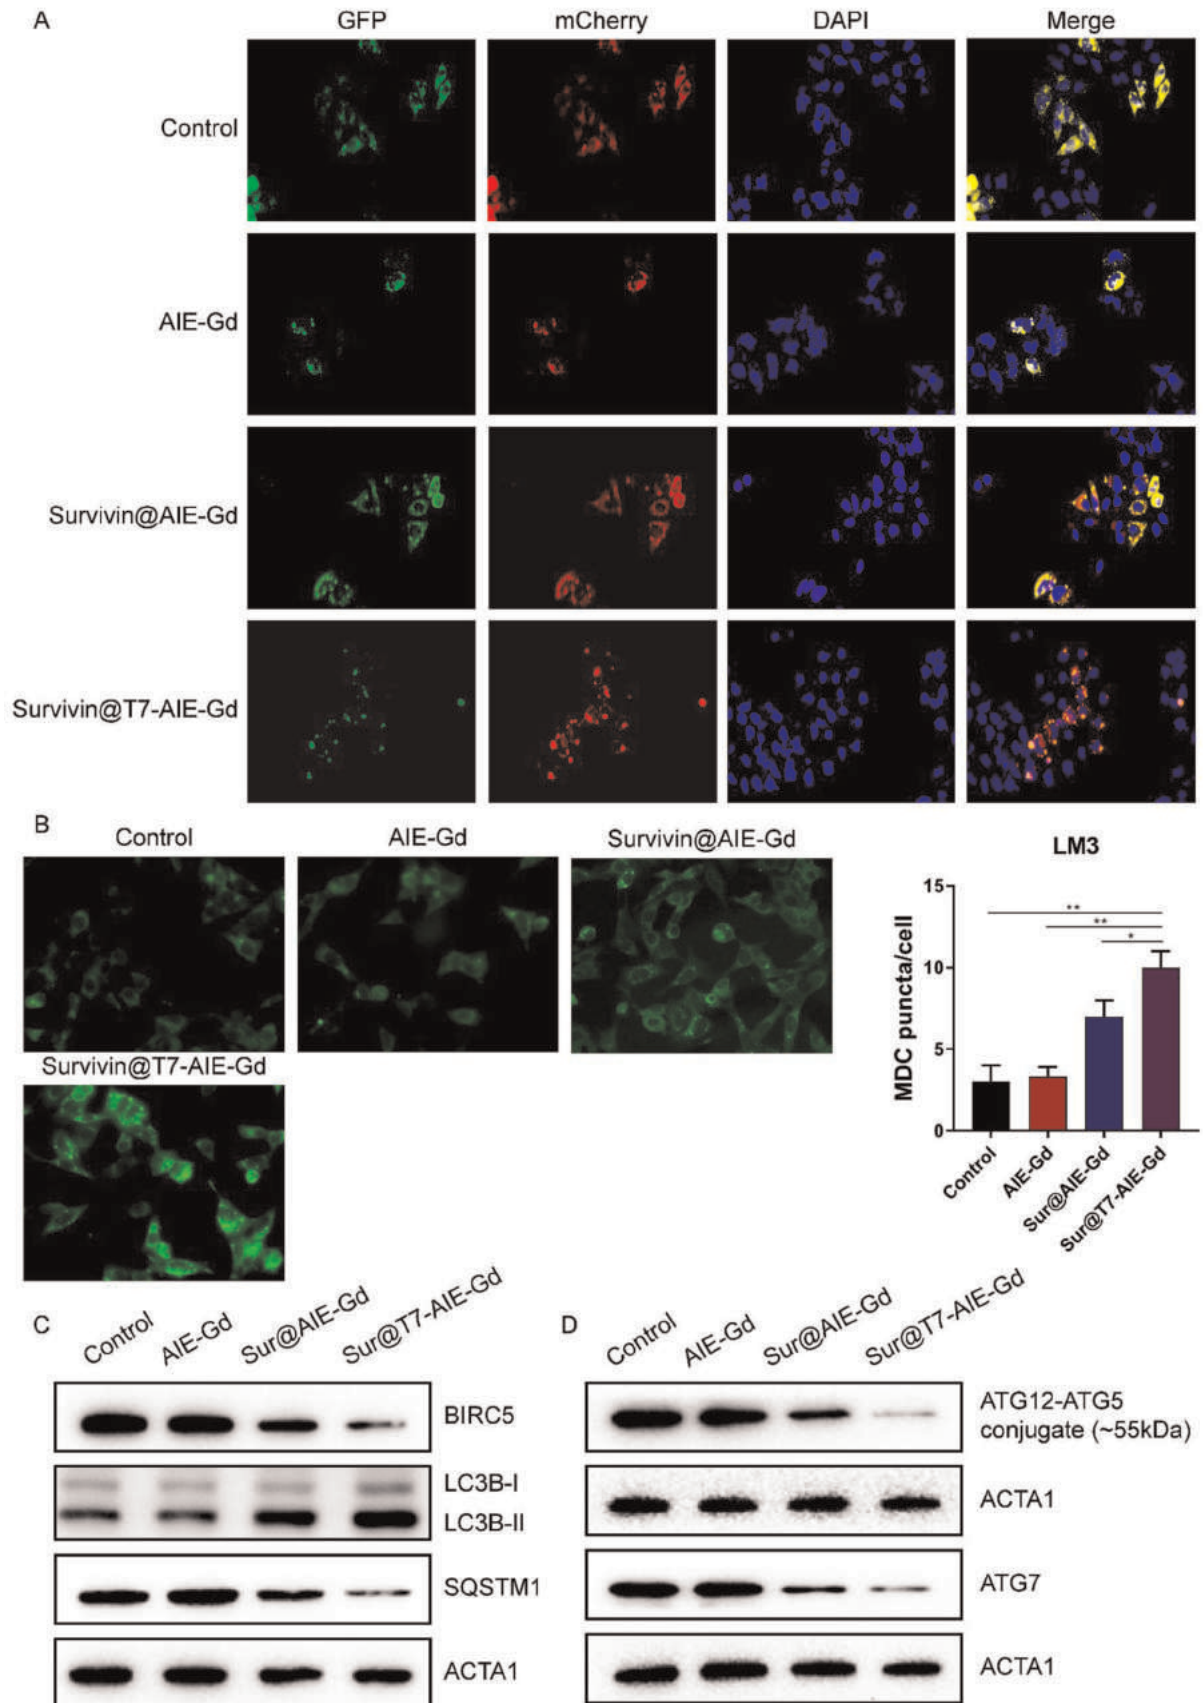 A
GFP
mCherry
DAPI
Merge
Control
AIE-Gd
Survivin@AIE-Gd
Survivin@T7-AIE-Gd
B
Control
AIE-Gd
Survivin@AIE-Gd
Survivin@T7-AIE-Gd
LM3
MDC puncta/cell
15
10
5
0
**
**
*
Control
AIE-Gd
Sur@AIE-Gd
Sur@T7-AIE-Gd
C
Control
AIE-Gd
Sur@AIE-Gd
Sur@T7-AIE-Gd
BIRC5
LC3B-I
LC3B-II
SQSTM1
ACTA1
D
Control
AIE-Gd
Sur@AIE-Gd
Sur@T7-AIE-Gd
ATG12-ATG5
conjugate (~55kDa)
ACTA1
ATG7
ACTA1